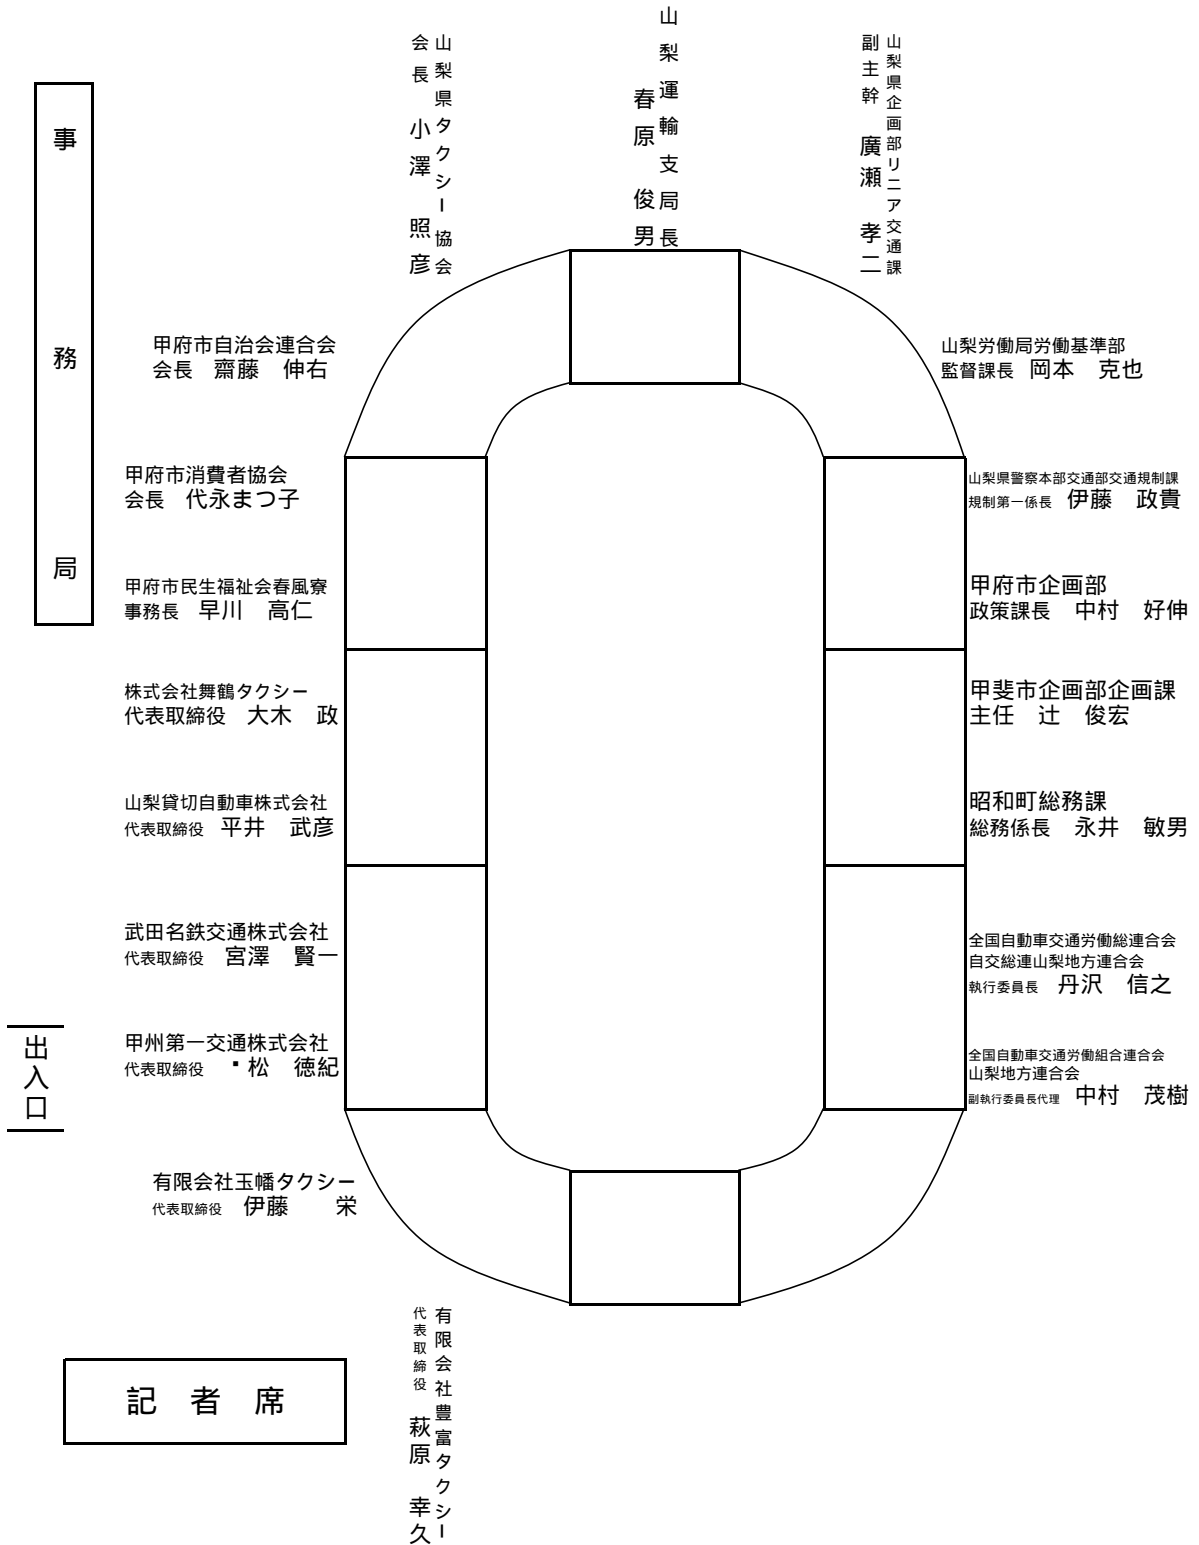 山梨運輸支局長
春原　俊男
山梨県タクシー協会
会長　小澤　照彦
山梨県企画部リニア交通課
副主幹　廣瀬　孝二
事務局
甲府市自治会連合会
会長　齋藤　伸右
甲府市消費者協会
会長　代永まつ子
甲府市民生福祉会春風寮
事務長　早川　高仁
株式会社舞鶴タクシー
代表取締役　大木　政
山梨貸切自動車株式会社
代表取締役　平井　武彦
武田名鉄交通株式会社
代表取締役　宮澤　賢一
甲州第一交通株式会社
代表取締役　・松　徳紀
有限会社玉幡タクシー
代表取締役　伊藤　　栄
有限会社豊富タクシー
代表取締役　萩原　幸久
山梨労働局労働基準部
監督課長　岡本　克也
山梨県警察本部交通部交通規制課
規制第一係長　伊藤　政貴
甲府市企画部
政策課長　中村　好伸
甲斐市企画部企画課
主任　辻　俊宏
昭和町総務課
総務係長　永井　敏男
全国自動車交通労働総連合会
自交総連山梨地方連合会
執行委員長　丹沢　信之
全国自動車交通労働組合連合会
山梨地方連合会
副執行委員長代理　中村　茂樹
出入口
記者席